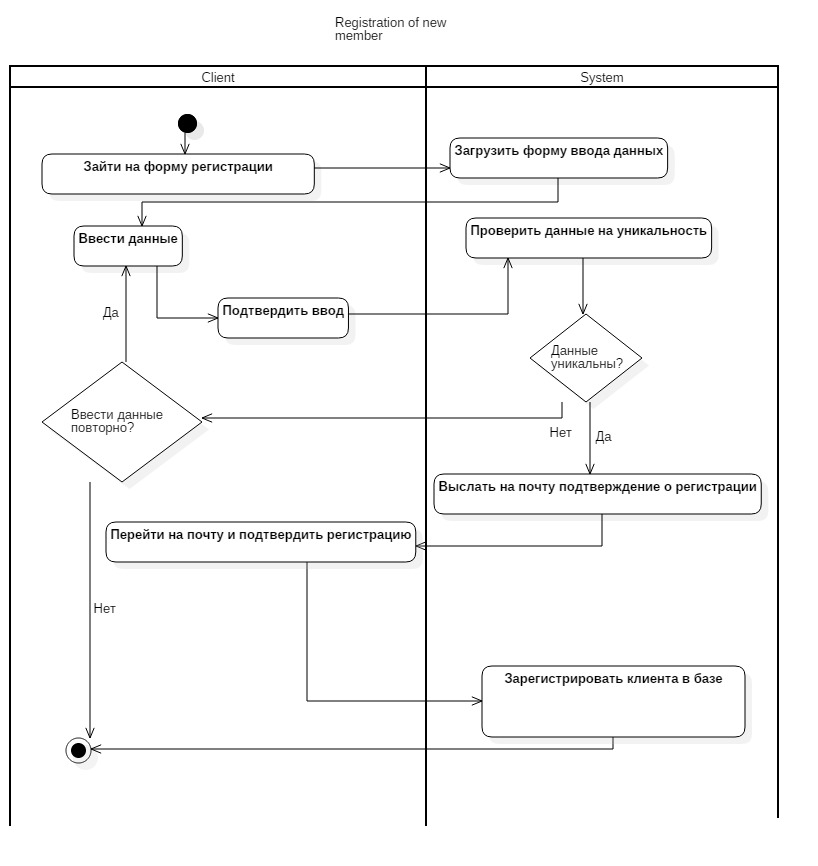 Registration of new
member
Client
System
Загрузить форму ввода данных
Зайти на форму регистрации
Проверить данные на уникальность
Ввести данные
Да
Подтвердить ввод
Данные
уникальны?
Ввести данные
повторно?
Нет
Да
Выслать на почту подтверждение о регистрации
Перейти на почту и подтвердить регистрацию
Нет
Зарегистрировать клиента в базе